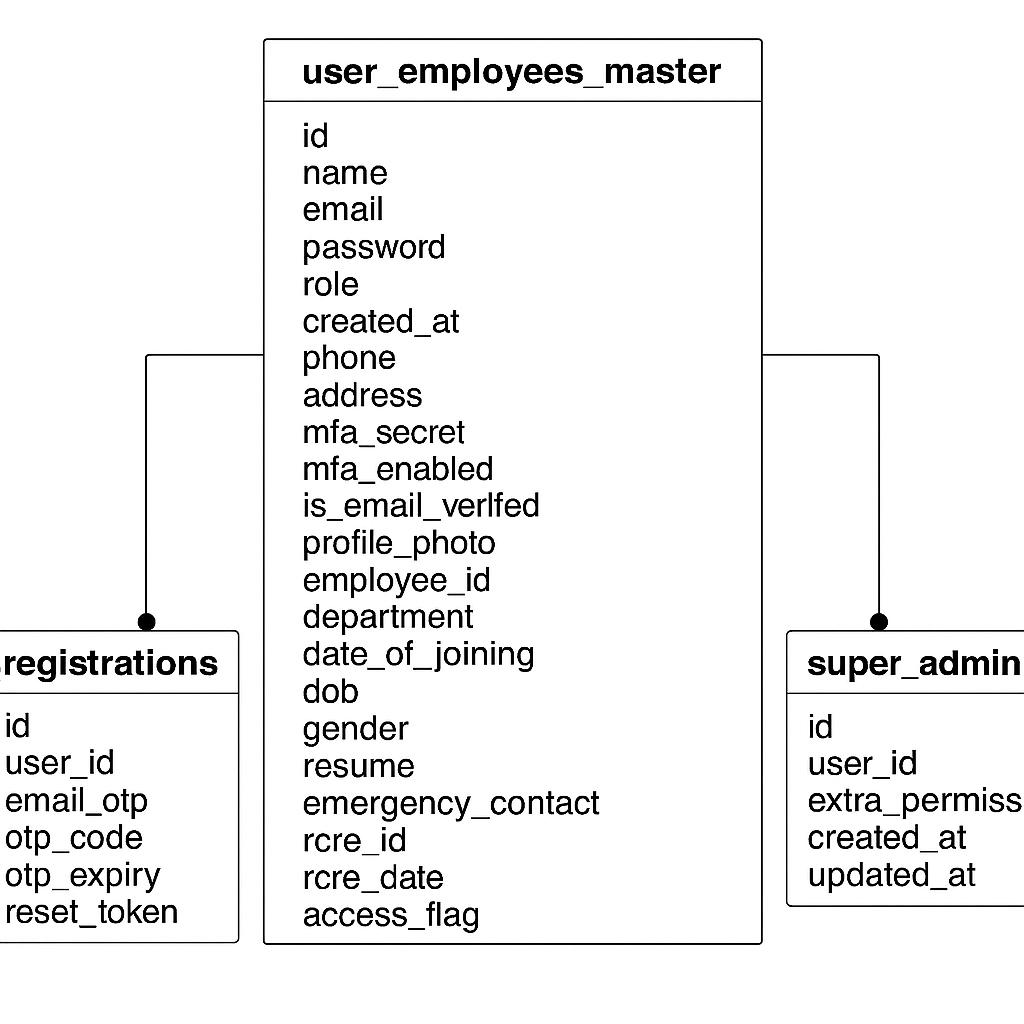 user_employees_master
id
name
email
password
role
created_at
phone
address
mfa_secret
mfa_enabled
is_email_verlfed
profile_photo
employee_id
department
date_of_joining
dob
gender
resume
emergency_contact
rcre_id
rcre_date
access_flag
registrations
id
user_id
email_otp
otp_code
otp_expiry
reset_token
super_admin
id
user_id
extra_permiss
created_at
updated_at